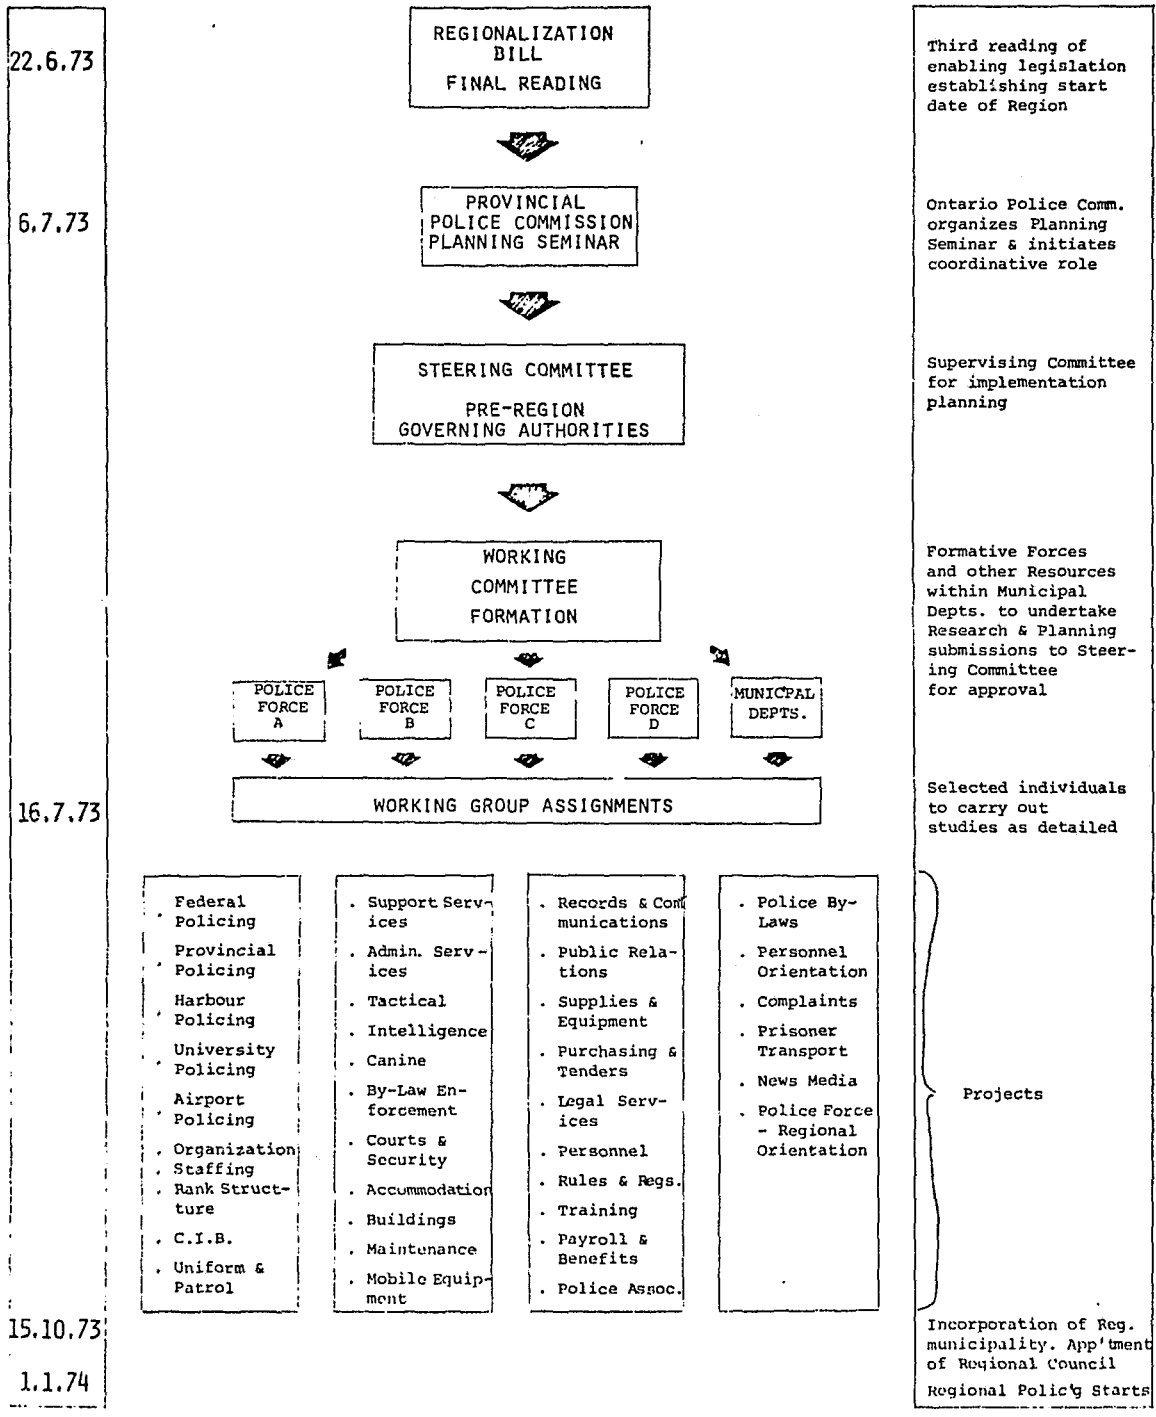 22.6.73
REGIONALIZATION
BILL
FINAL READING
Third reading of
enabling legislation
establishing start
date of Region
6.7.73
PROVINCIAL
POLICE COMMISSION
PLANNING SEMINAR
Ontario Police Comm.
organizes Planning
Seminar & initiates
coordinative role
STEERING COMMITTEE
PRE-REGION
GOVERNING AUTHORITIES
Supervising Committee
for implementation
planning
WORKING
COMMITTEE
FORMATION
Formative Forces
and other Resources
within Municipal
Depts. to undertake
Research & Planning
submissions to Steer-
ing Committee
for approval
POLICE
FORCE
A
POLICE
FORCE
B
POLICE
FORCE
C
POLICE
FORCE
D
MUNICPAL
DEPTS.
16.7.73
WORKING GROUP ASSIGNMENTS
Selected individuals
to carry out
studies as detailed
Federal
. Policing
Provincial
. Policing
Harbour
. Policing
University
. Policing
Airport
. Policing
. Organization
. Staffing
. Rank Struct-
ture
. C.I.B.
. Uniform &
Patrol
. Support Serv-
ices
. Admin. Serv-
ices
. Tactical
. Intelligence
. Canine
. By-Law En-
forcement
. Courts &
Security
. Accommodation
. Buildings
. Maintenance
. Mobile Equip-
ment
. Records & Com
munications
. Public Rela-
tions
. Supplies &
Equipment
. Purchasing &
Tenders
. Legal Serv-
ices
. Personnel
. Rules & Regs.
. Training
. Payroll &
Benefits
. Police Assoc.
. Police By-
Laws
. Personnel
Orientation
. Complaints
. Prisoner
Transport
. News Media
. Police Force
- Regional
Orientation
Projects
15.10.73
Incorporation of Reg.
municipality. App'tment
of Regional Council
1.1.74
Regional Polic'g Starts